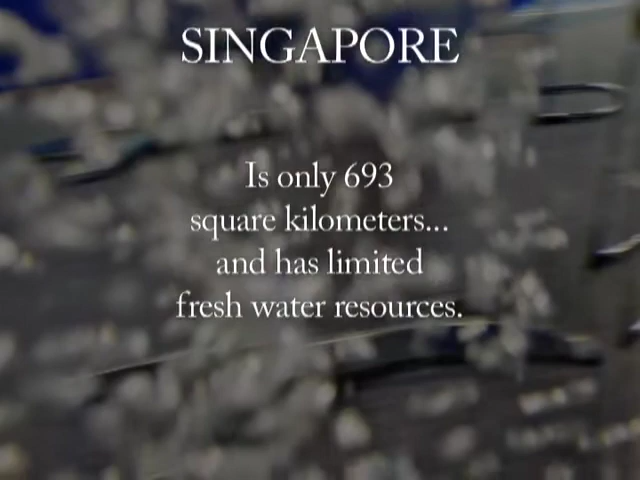 SINGAPORE
Is only 693
square kilometers...
and has limited
fresh water resources.